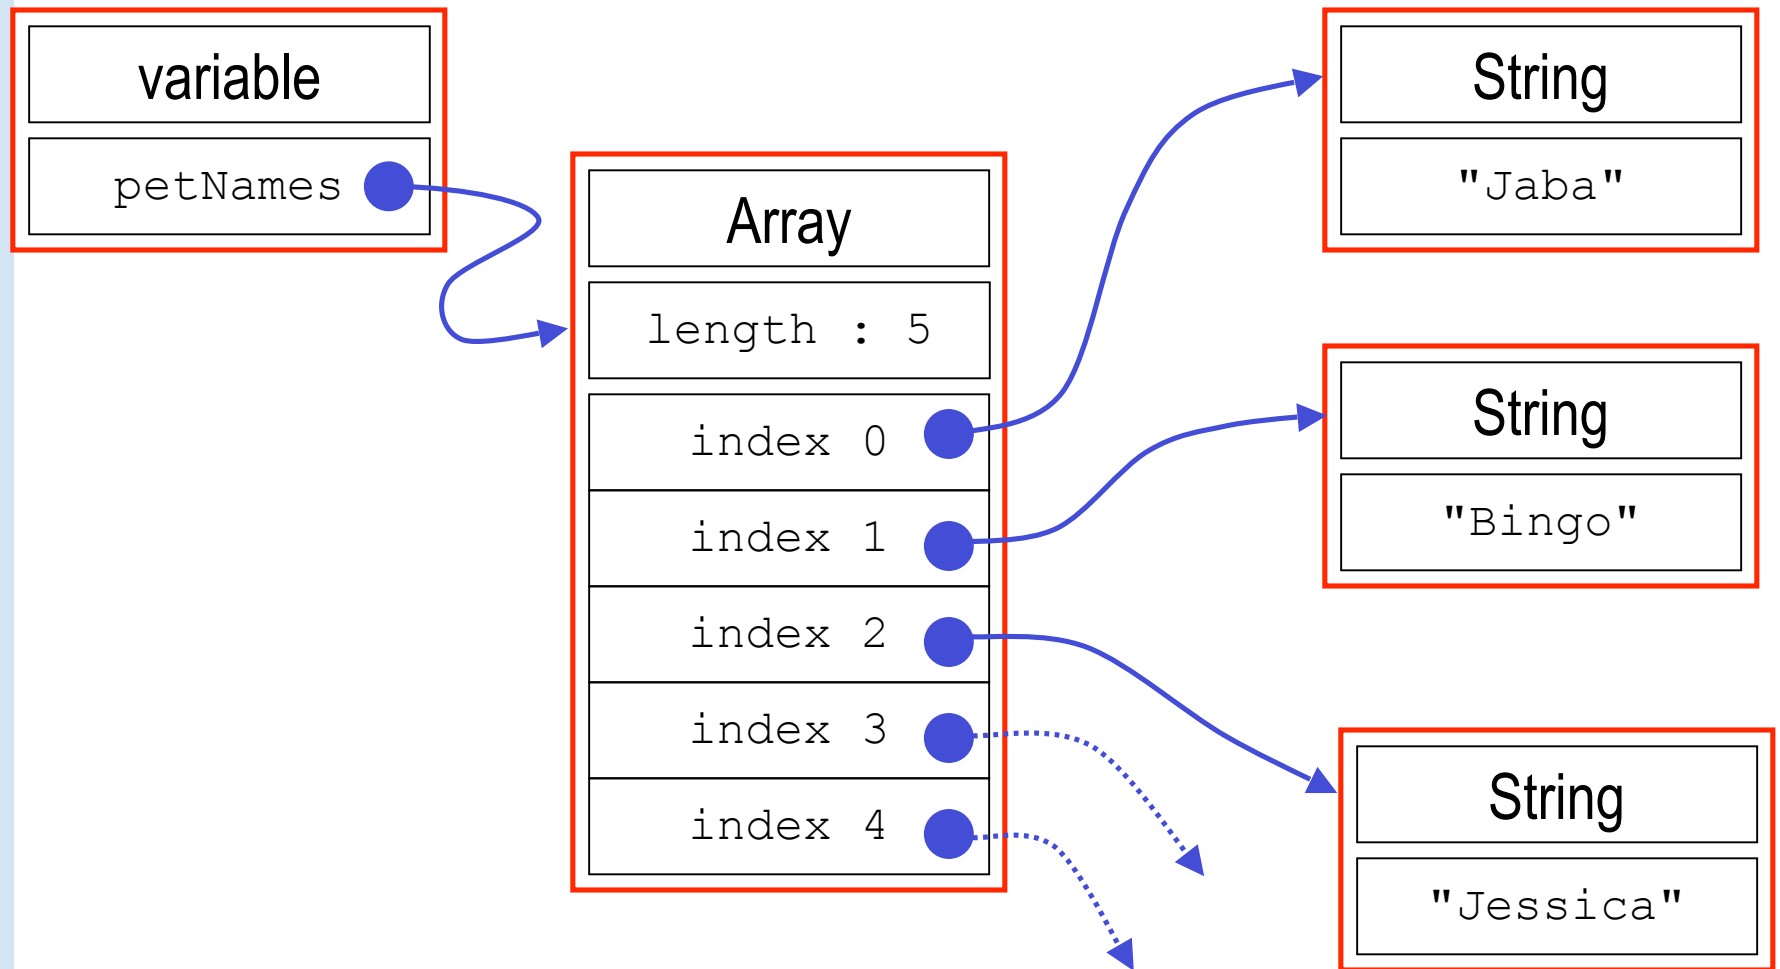 variable
petNames
Array
length : 5
index 0
index 1
index 2
index 3
index 4
String
"Jaba"
String
"Bingo"
String
"Jessica"